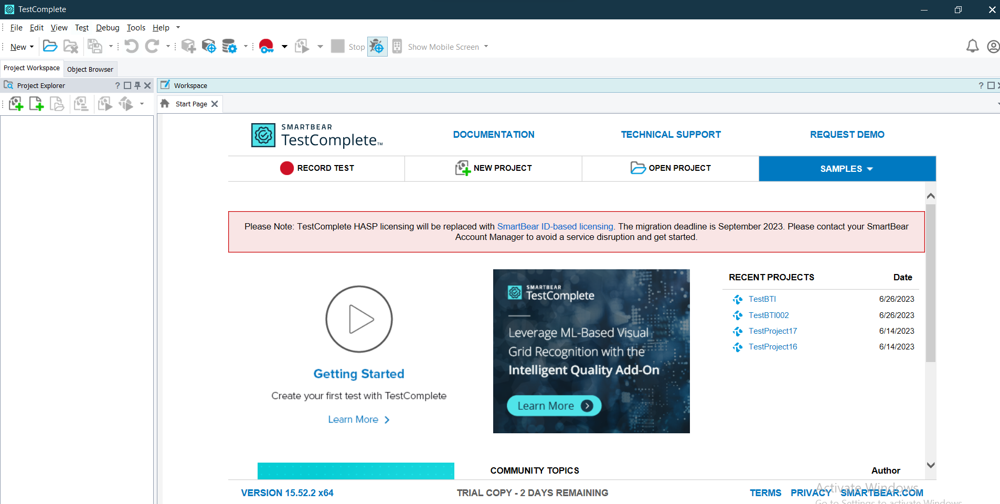 TestComplete
File Edit View Test Debug Tools Help
New Stop Show Mobile Screen
Project Workspace Object Browser
Project Explorer ? Workspace ?
Start Page
SMARTBEAR
TestComplete™
DOCUMENTATION TECHNICAL SUPPORT REQUEST DEMO
RECORD TEST NEW PROJECT OPEN PROJECT SAMPLES
Please Note: TestComplete HASP licensing will be replaced with SmartBear ID-based licensing. The migration deadline is September 2023. Please contact your SmartBear
Account Manager to avoid a service disruption and get started.
Getting Started
Create your first test with TestComplete
Learn More
SMARTBEAR
TestComplete
Leverage ML-Based Visual
Grid Recognition with the
Intelligent Quality Add-On
Learn More
RECENT PROJECTS Date
TestBTI 6/26/2023
TestBTI002 6/26/2023
TestProject17 6/14/2023
TestProject16 6/14/2023
COMMUNITY TOPICS Author
VERSION 15.52.2 x64 TRIAL COPY - 2 DAYS REMAINING TERMS PRIVACY SMARTBEAR.COM
Activate Windows
Go to Settings to activate Windows